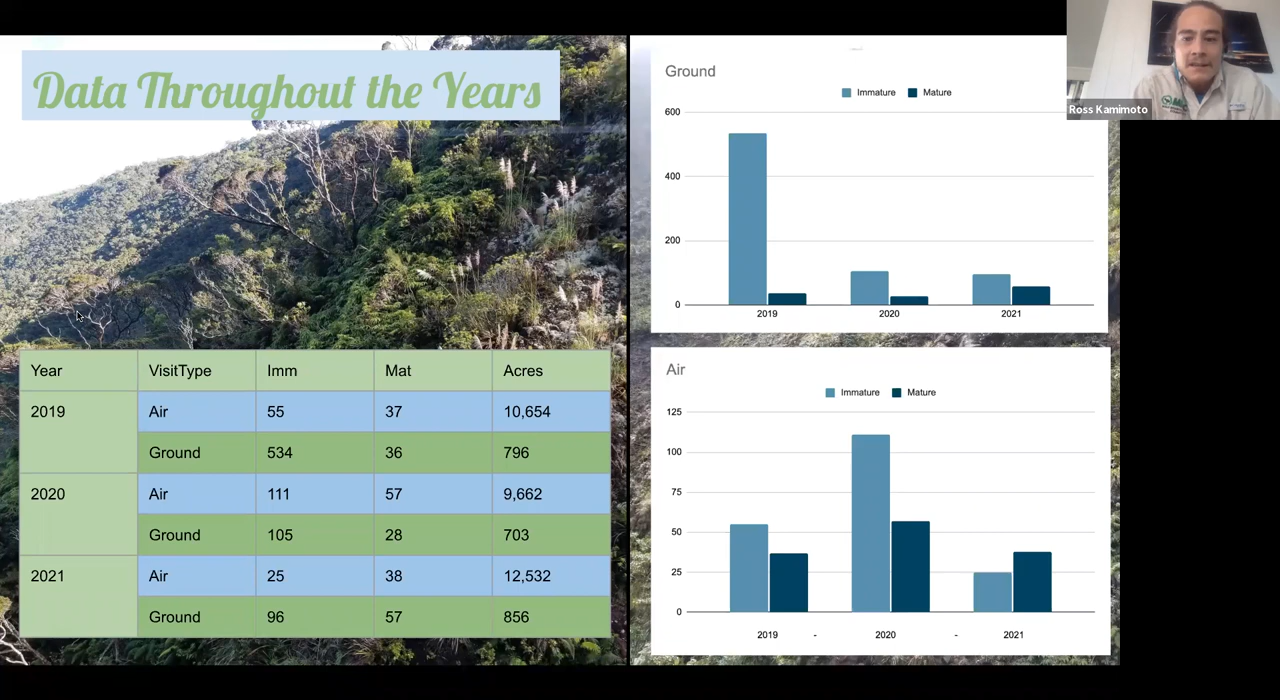 Data Throughout the Years
Year VisitType Imm Mat Acres
2019 Air 55 37 10,654
Ground 534 36 796
2020 Air 111 57 9,662
Ground 105 28 703
2021 Air 25 38 12,532
Ground 96 57 856
Ground
Immature Mature
600
400
200
0
2019 2020 2021
Air
Immature Mature
125
100
75
50
25
0
2019 - 2020 - 2021
Ross Kamimoto